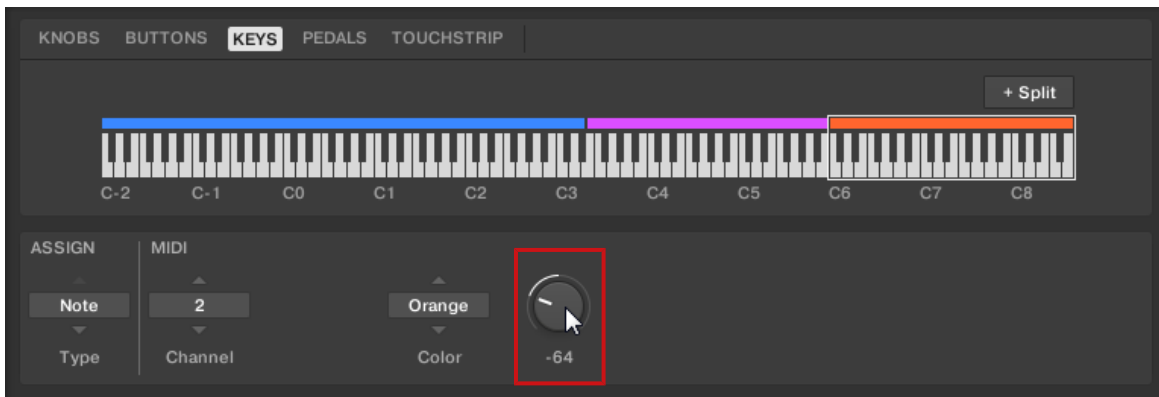 KNOBS BUTTONS KEYS PEDALS TOUCHSTRIP
+ Split
C-2 C-1 C0 C1 C2 C3 C4 C5 C6 C7 C8
ASSIGN MIDI
Note 2 Orange
Type Channel Color -64